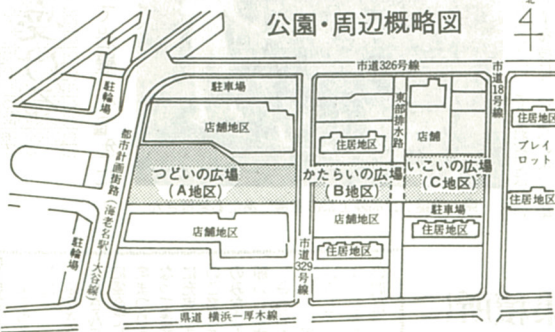 公園・周辺概略図
市道326号線
市道18号線
駐輪場
駐車場
店舗地区
住居地区
東部排水路
店舗
住居地区
プレイ
ロット
都市計画街路(海老名駅―大谷線)
つどいの広場
(A地区)
かたらいの広場
(B地区)
いこいの広場
(C地区)
住居地区
店舗地区
店舗地区
駐車場
住居地区
住居地区
駐輪場
市道329号線
県道 横浜―厚木線